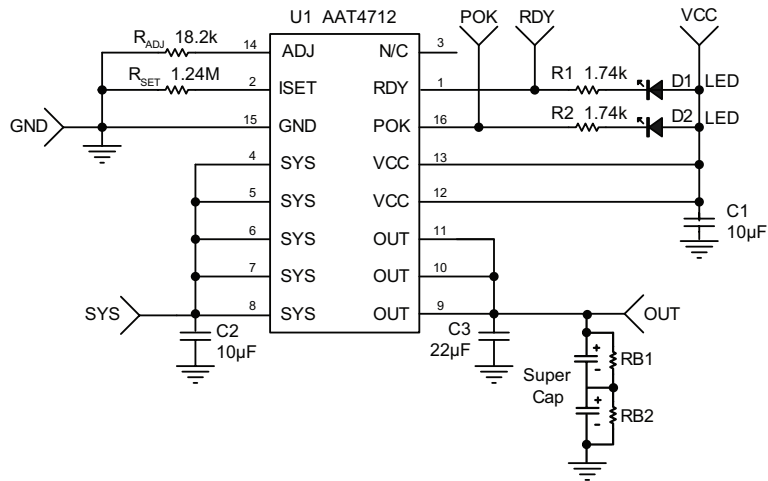 U1 AAT4712
POK
RDY
VCC
RADJ 18.2k
14
ADJ
N/C
3
RSET 1.24M
2
ISET
RDY
1
R1 1.74k
D1
LED
GND
15
GND
POK
16
R2 1.74k
D2
LED
4
SYS
VCC
13
5
SYS
VCC
12
C1
10µF
6
SYS
OUT
11
7
SYS
OUT
10
SYS
8
SYS
OUT
9
OUT
C2
10µF
C3
22µF
+
-
RB1
Super
Cap
+
-
RB2